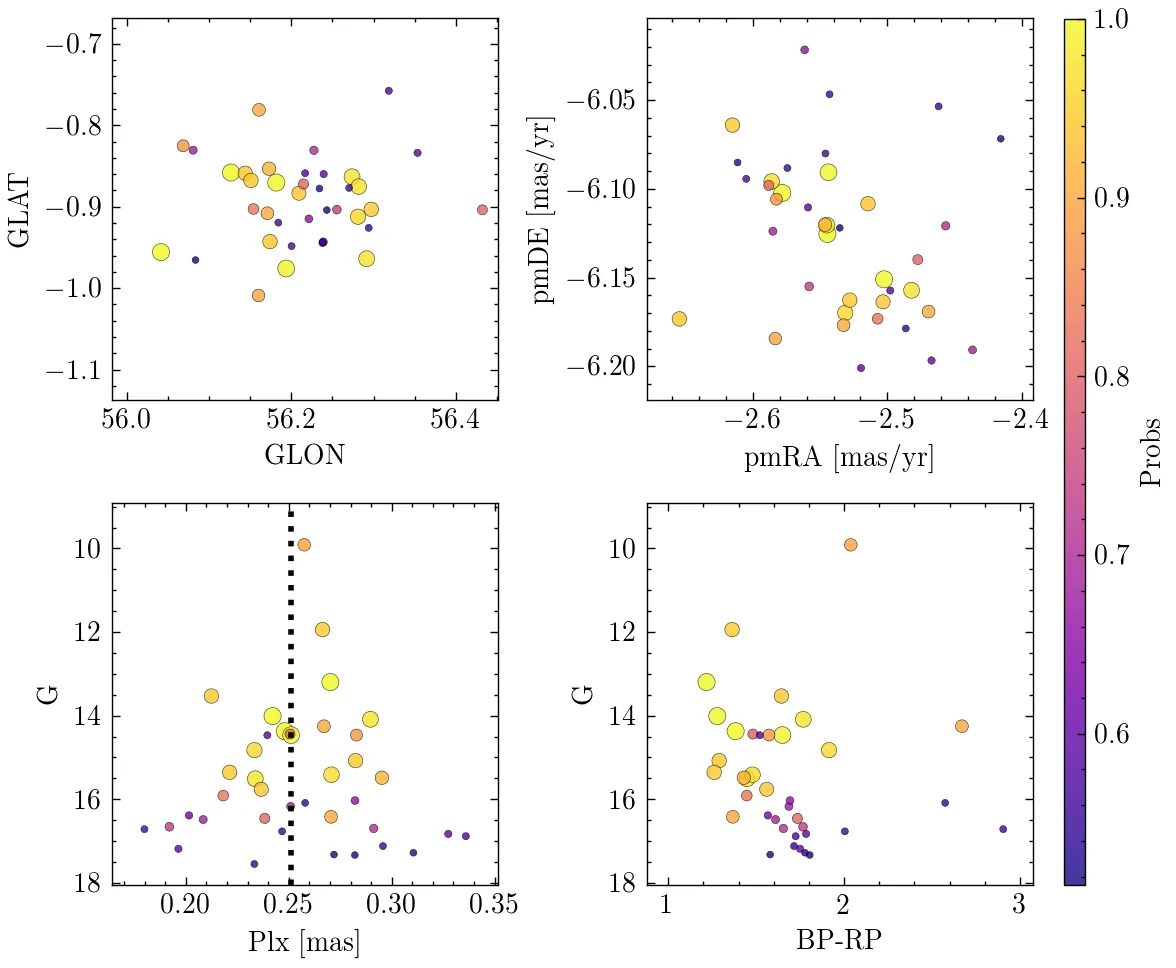 −0.7
−0.8
−0.9
−1.0
−1.1
GLAT
56.0 56.2 56.4
GLON
−6.05
−6.10
−6.15
−6.20
pmDE [mas/yr]
−2.6 −2.5 −2.4
pmRA [mas/yr]
1.0
0.9
0.8
0.7
0.6
Probs
10
12
14
16
18
G
0.20 0.25 0.30 0.35
Plx [mas]
10
12
14
16
18
G
1 2 3
BP-RP